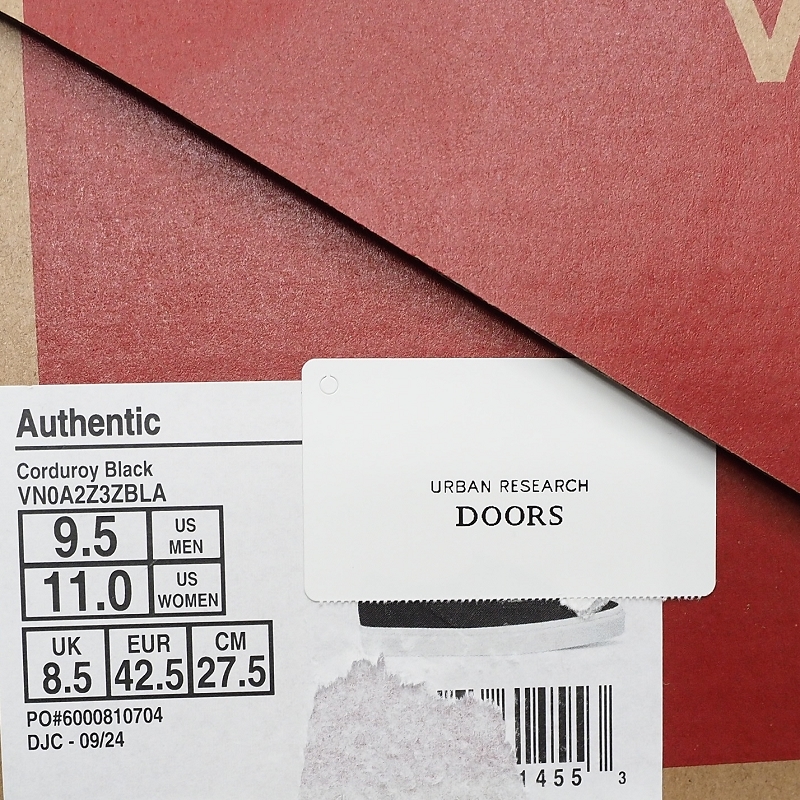 V
Authentic
Corduroy Black
VN0A2Z3ZBLA
9.5 US MEN
11.0 US WOMEN
UK 8.5
EUR 42.5
CM 27.5
PO#6000810704
DJC - 09/24
URBAN RESEARCH
DOORS
1455 3